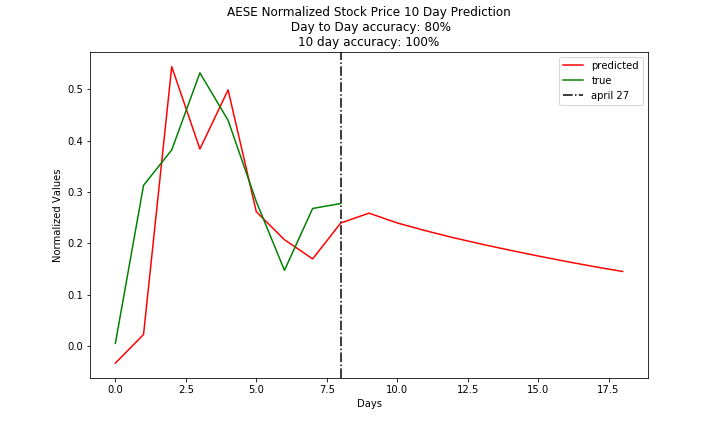 AESE Normalized Stock Price 10 Day Prediction
Day to Day accuracy: 80%
10 day accuracy: 100%
predicted
true
april 27
Normalized Values
0.5
0.4
0.3
0.2
0.1
0.0
0.0
2.5
5.0
7.5
10.0
12.5
15.0
17.5
Days